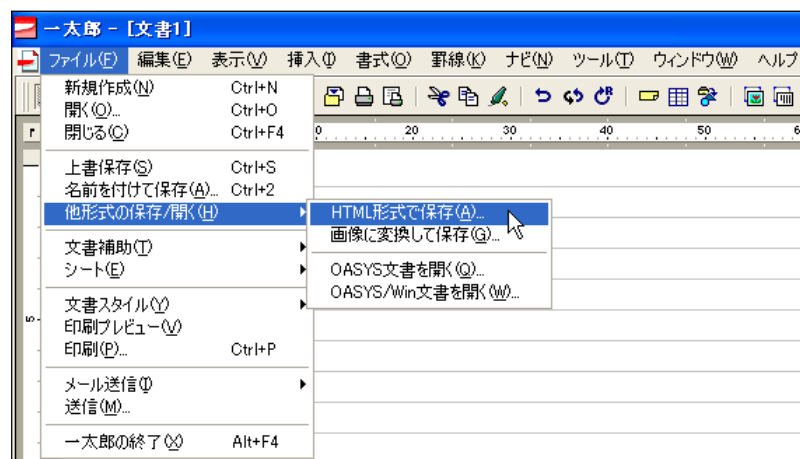 一太郎 - [文書1]
ファイル(F) 編集(E) 表示(V) 挿入(I) 書式(O) 罫線(K) ナビ(N) ツール(T) ウィンドウ(W) ヘルプ
新規作成(N) Ctrl+N
開く(O)... Ctrl+O
閉じる(C) Ctrl+F4
0 20 30 40 50 6
上書保存(S) Ctrl+S
名前を付けて保存(A)... Ctrl+2
他形式の保存/開く(H)
HTML形式で保存(A)...
画像に変換して保存(G)...
文書補助(T)
シート(E)
OASYS文書を開く(Q)...
OASYS/Win文書を開く(W)...
文書スタイル(Y)
5
印刷プレビュー(V)
印刷(P)... Ctrl+P
メール送信(I)
送信(M)...
一太郎の終了(X) Alt+F4